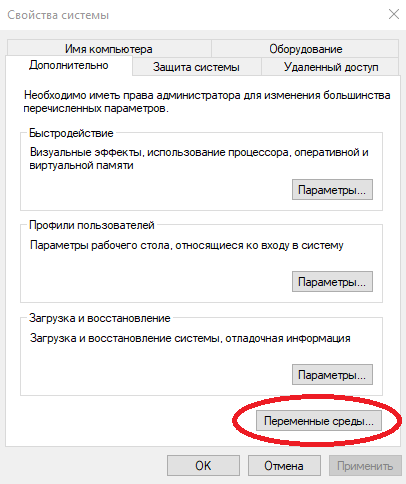 Свойства системы
Имя компьютера
Оборудование
Дополнительно
Защита системы
Удаленный доступ
Необходимо иметь права администратора для изменения большинства
перечисленных параметров.
Быстродействие
Визуальные эффекты, использование процессора, оперативной и
виртуальной памяти
Параметры...
Профили пользователей
Параметры рабочего стола, относящиеся ко входу в систему
Параметры...
Загрузка и восстановление
Загрузка и восстановление системы, отладочная информация
Параметры...
Переменные среды...
ОК
Отмена
Применить